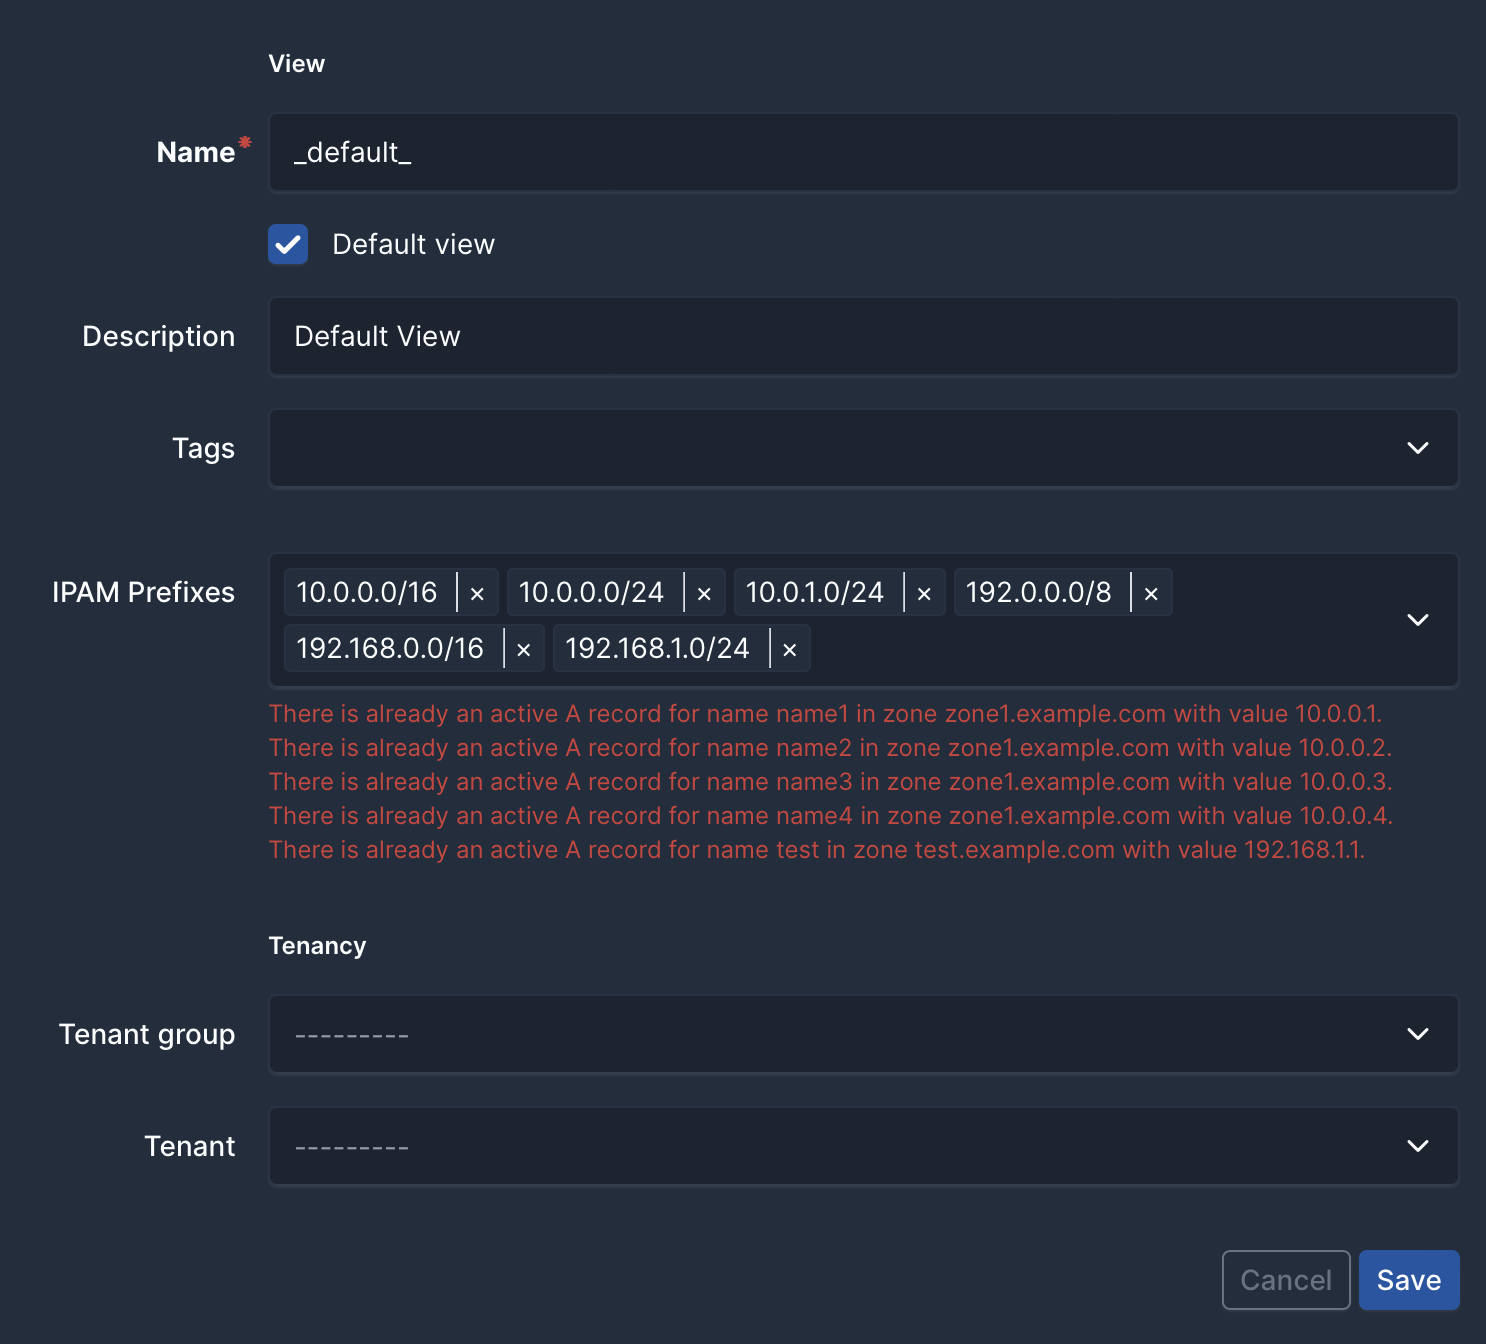 View
Name*
_default_
Default view
Description
Default View
Tags
IPAM Prefixes
10.0.0.0/16 × 10.0.0.0/24 × 10.0.1.0/24 × 192.0.0.0/8 ×
192.168.0.0/16 × 192.168.1.0/24 ×
There is already an active A record for name name1 in zone zone1.example.com with value 10.0.0.1.
There is already an active A record for name name2 in zone zone1.example.com with value 10.0.0.2.
There is already an active A record for name name3 in zone zone1.example.com with value 10.0.0.3.
There is already an active A record for name name4 in zone zone1.example.com with value 10.0.0.4.
There is already an active A record for name test in zone test.example.com with value 192.168.1.1.
Tenancy
Tenant group
---------
Tenant
---------
Cancel Save